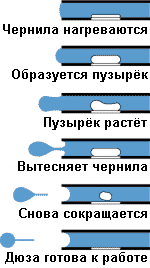 Чернила нагреваются
Образуется пузырёк
Пузырёк растёт
Вытесняет чернила
Снова сокращается
Дюза готова к работе